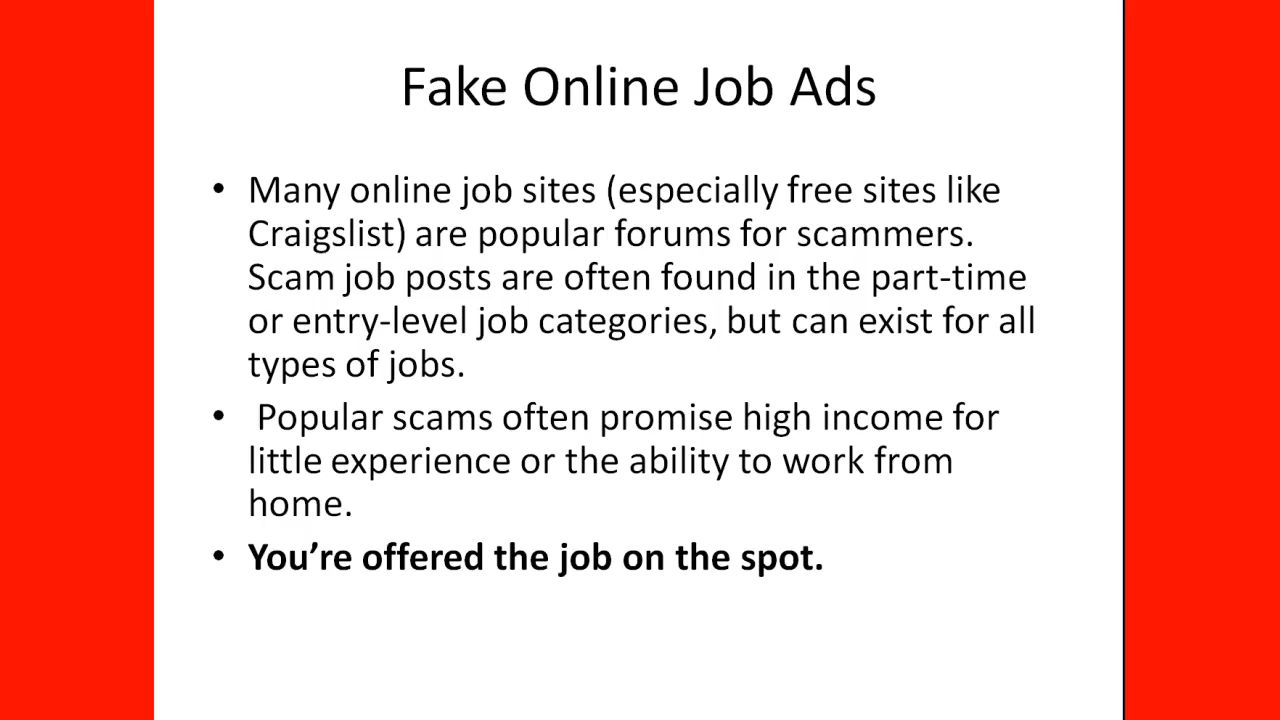 Fake Online Job Ads
• Many online job sites (especially free sites like
Craigslist) are popular forums for scammers.
Scam job posts are often found in the part-time
or entry-level job categories, but can exist for all
types of jobs.
• Popular scams often promise high income for
little experience or the ability to work from
home.
• You’re offered the job on the spot.